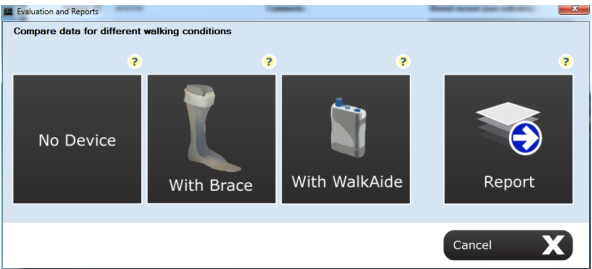 Evaluation and Reports
Compare data for different walking conditions
? ? ? ?
No Device
With Brace
With WalkAide
Report
Cancel X